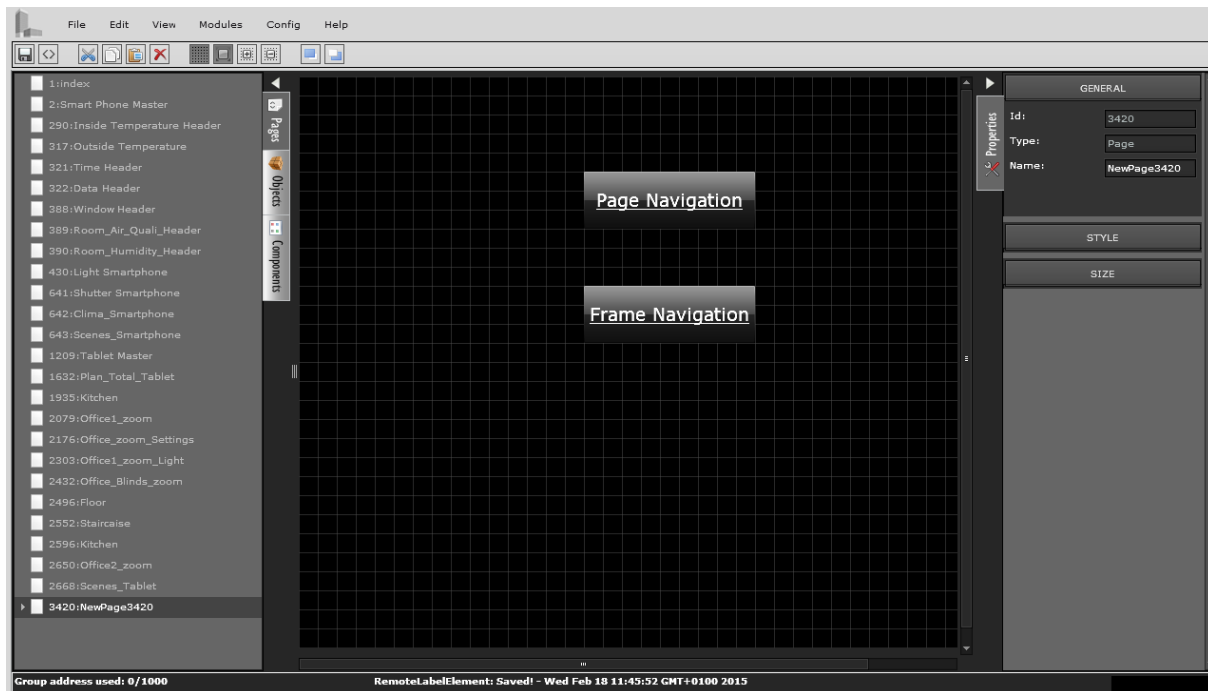 File Edit View Modules Config Help
1:index
2:Smart Phone Master
290:Inside Temperature Header
317:Outside Temperature
321:Time Header
322:Data Header
388:Window Header
389:Room_Air_Quali_Header
390:Room_Humidity_Header
430:Light Smartphone
641:Shutter Smartphone
642:Clima_Smartphone
643:Scenes_Smartphone
1209:Tablet Master
1632:Plan_Total_Tablet
1935:Kitchen
2079:Office1_zoom
2176:Office_zoom_Settings
2303:Office1_zoom_Light
2432:Office_Blinds_zoom
2496:Floor
2552:Staircaise
2596:Kitchen
2650:Office2_zoom
2668:Scenes_Tablet
3420:NewPage3420
Pages
Objects
Components
Page Navigation
Frame Navigation
Properties
GENERAL
Id: 3420
Type: Page
Name: NewPage3420
STYLE
SIZE
Group address used: 0/1000
RemoteLabelElement: Saved! - Wed Feb 18 11:45:52 GMT+0100 2015